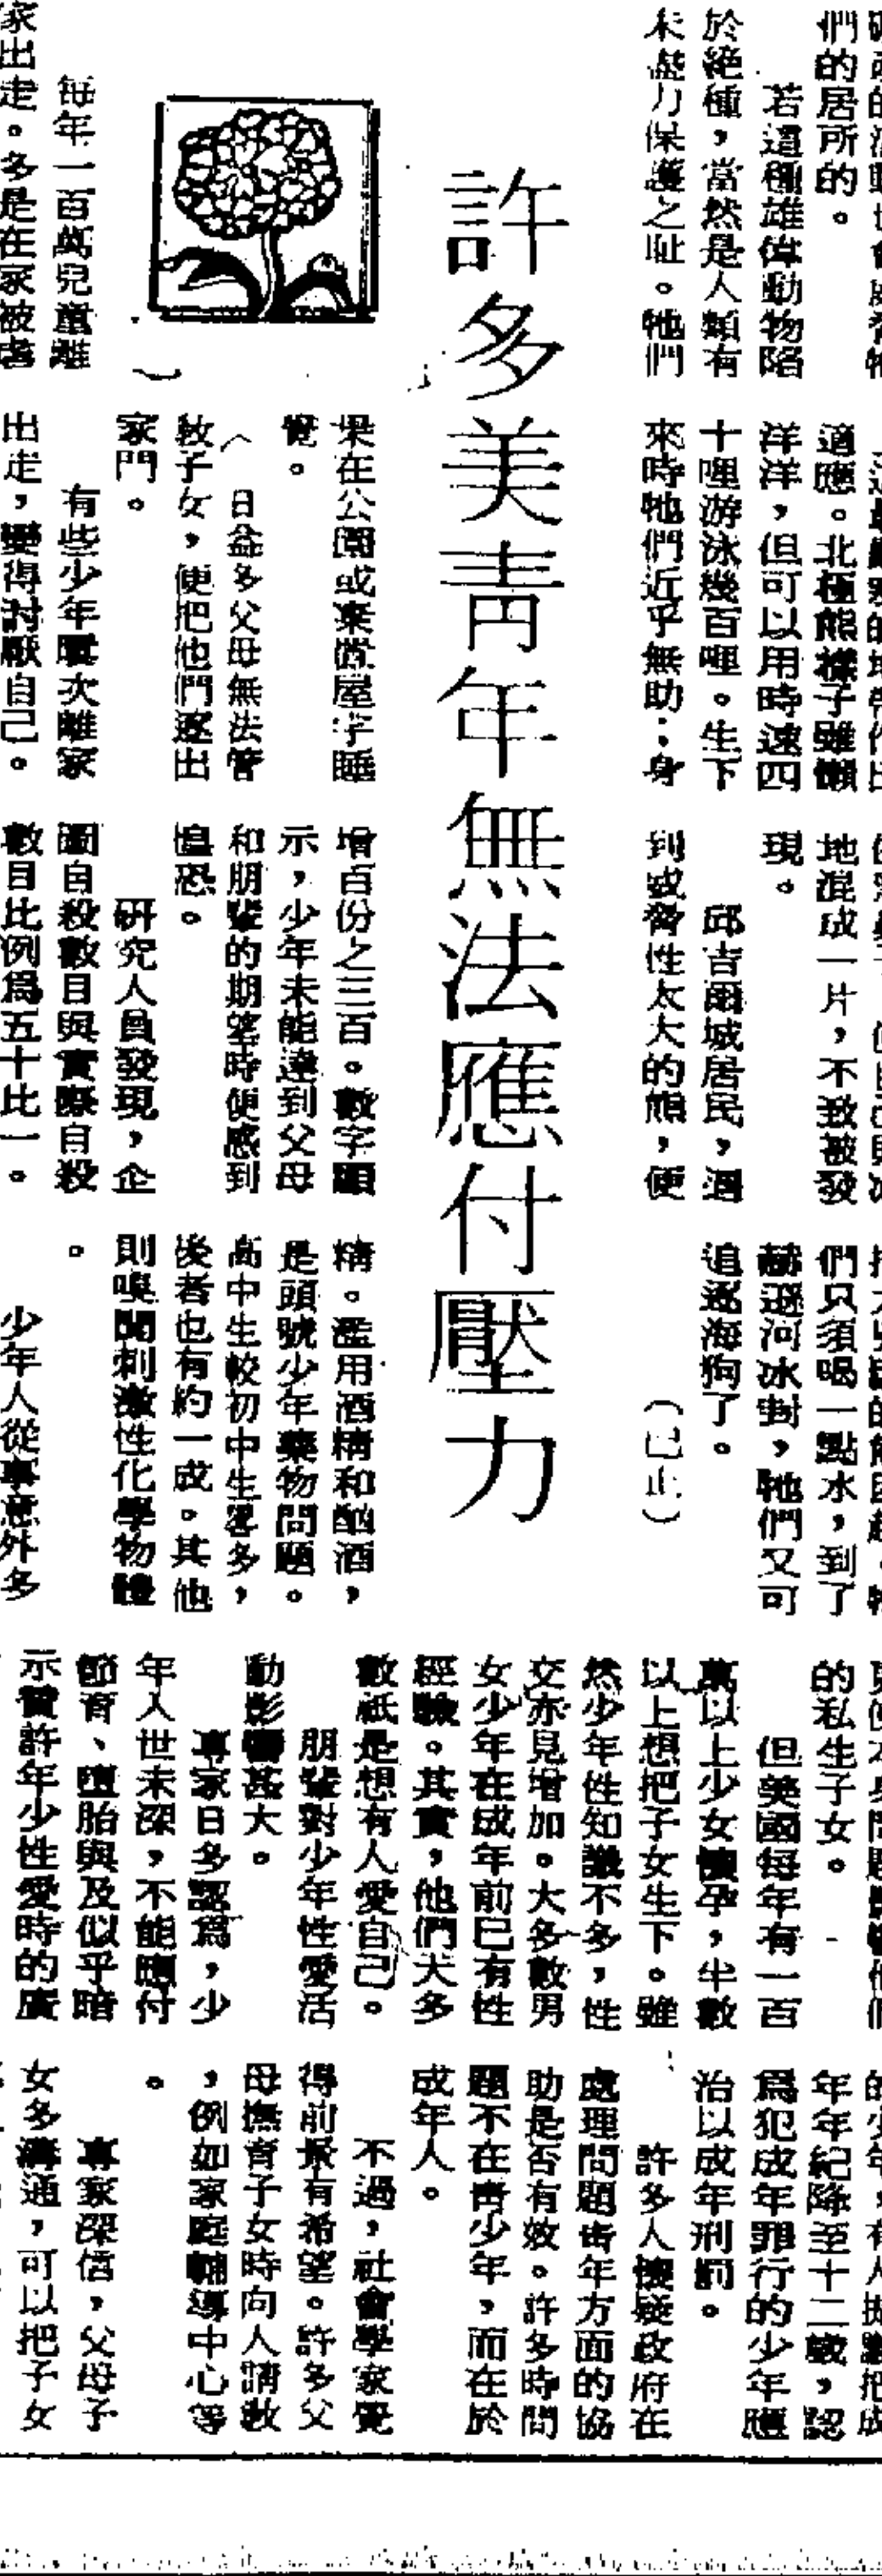 們的居所的。
若這種雄偉動物陷
於絕種，當然是人類有
未盡力保護之恥。牠們
適應。北極熊樣子雖懶
洋洋，但可以用時速四
十哩游泳幾百哩。生下
來時牠們近乎無助；身
地混成一片，不致被發
現。
邱吉爾城居民，遇
到威脅性太大的熊，便
們只須喝一點水，到了
赫遜河冰封，牠們又可
追逐海狗了。
（已止）
許多美青年無法應付壓力
每年一百萬兒童離
家出走。多是在家被虐
果在公園或棄置屋宇睡
覺。
日益多父母無法管
教子女，便把他們逐出
家門。
有些少年屢次離家
出走，變得討厭自己。
增百份之三百。數字顯
示，少年未能達到父母
和朋輩的期望時便感到
惶恐。
研究人員發現，企
圖自殺數目與實際自殺
數目比例爲五十比一。
精。濫用酒精和酗酒，
是頭號少年藥物問題。
高中生較初中生畧多，
後者也有約一成。其他
則嗅聞刺激性化學物體
。
少年人從事意外多
的私生子女。
但美國每年有一百
萬以上少女懷孕，半數
以上想把子女生下。雖
然少年性知識不多，性
交亦見增加。大多數男
女少年在成年前已有性
經驗。其實，他們大多
數祇是想有人愛自己。
朋輩對少年性愛活
動影響甚大。
專家日多認爲，少
年入世未深，不能應付
節育、墮胎與及似乎暗
示賞許年少性愛時的廣
年年紀降至十二歲，認
爲犯成年罪行的少年應
治以成年刑罰。
許多人懷疑政府在
處理問題青年方面的協
助是否有效。許多時問
題不在靑少年，而在於
成年人。
不過，社會學家覺
得前景有希望。許多父
母撫育子女時向人請教
，例如家庭輔導中心等
。
專家深信，父母子
女多溝通，可以把子女